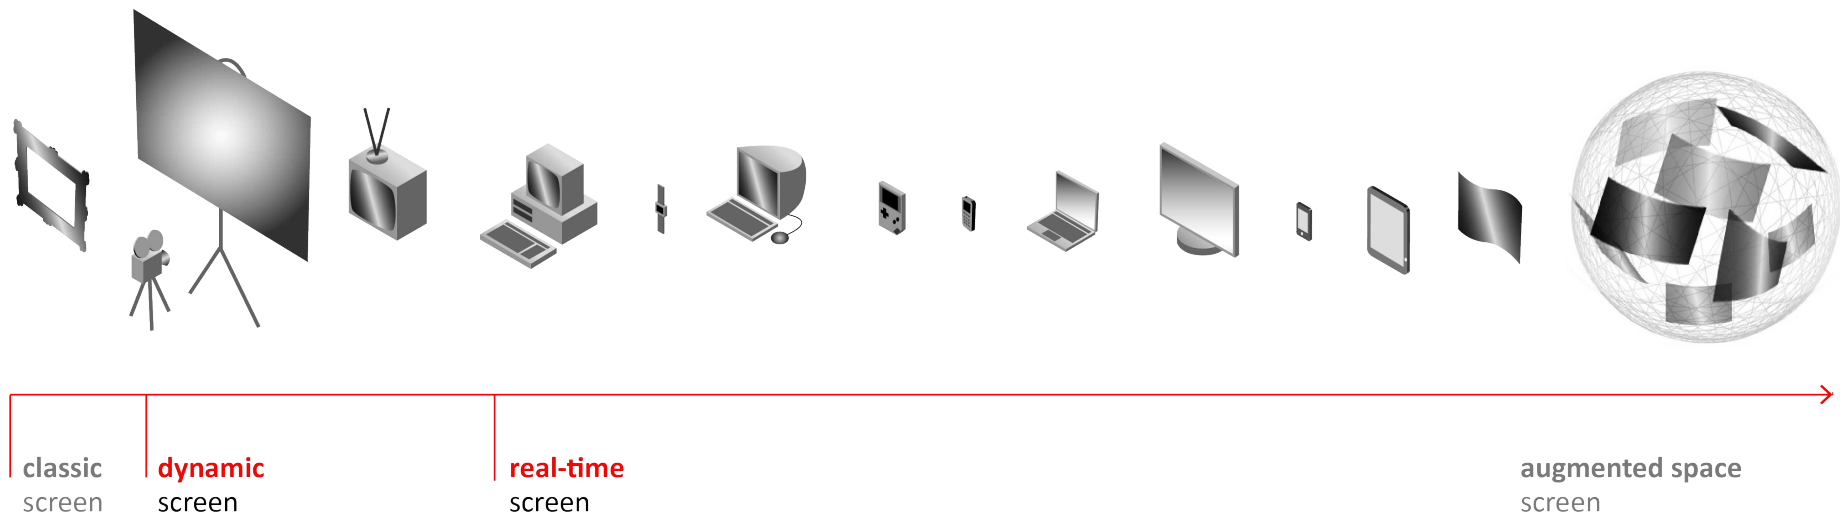 classic
screen
dynamic
screen
real-time
screen
augmented space
screen